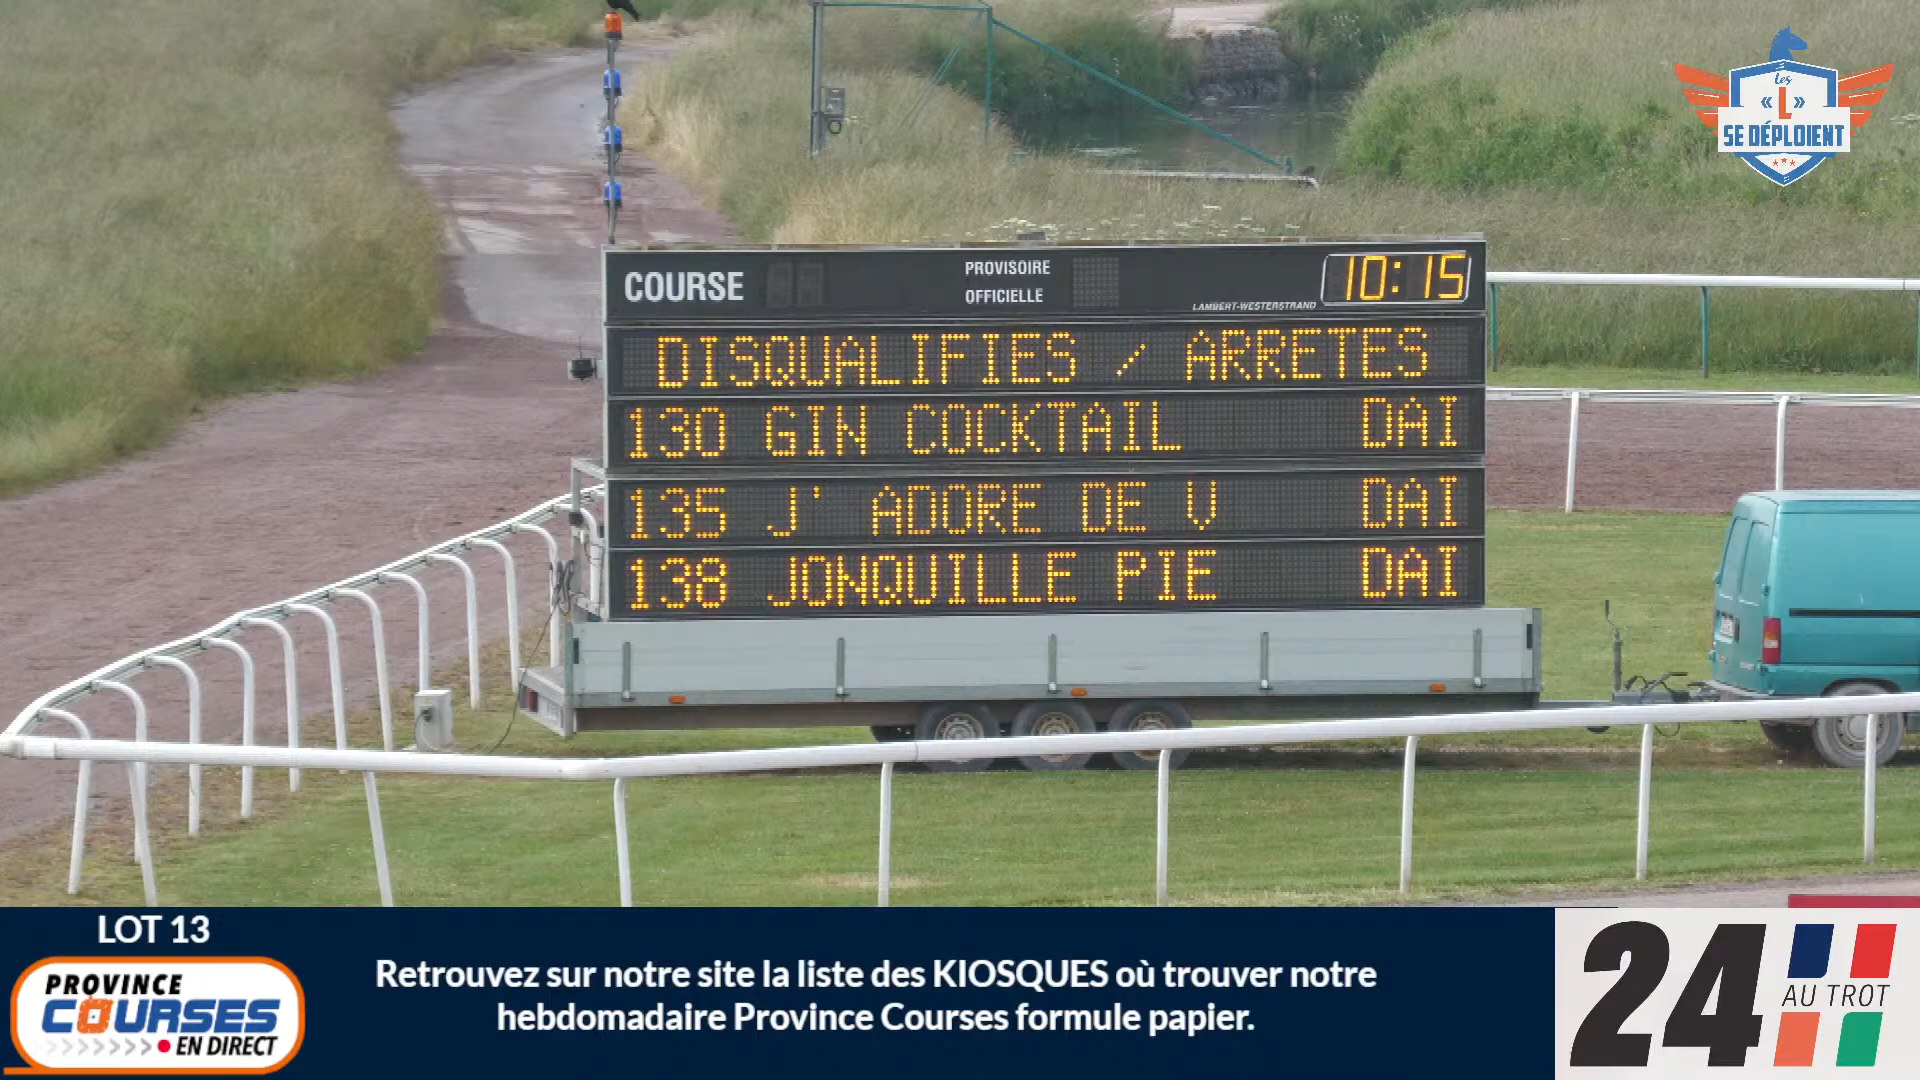 les
« L »
SE DÉPLOIENT
COURSE
PROVISOIRE
OFFICIELLE
LAMBERT-WESTERSTRAND
10:15
DISQUALIFIES / ARRETES
130 GIN COCKTAIL DAI
135 J' ADORE DE V DAI
138 JONQUILLE PIE DAI
LOT 13
PROVINCE
COURSES
EN DIRECT
Retrouvez sur notre site la liste des KIOSQUES où trouver notre
hebdomadaire Province Courses formule papier.
24
AU TROT